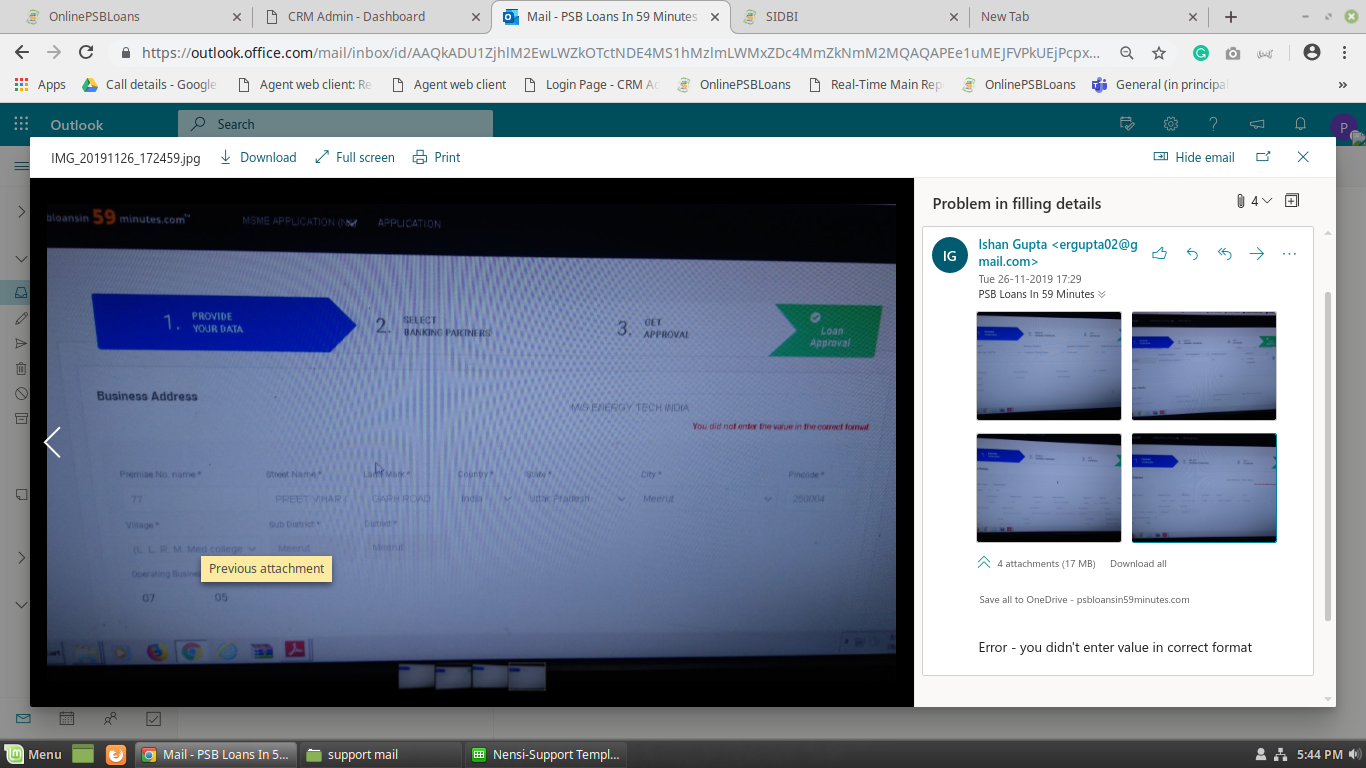 OnlinePSBLoans
CRM Admin - Dashboard
Mail - PSB Loans In 59 Minutes
SIDBI
New Tab
https://outlook.office.com/mail/inbox/id/AAQkADU1ZjhlM2EwLWZkOTctNDE4MS1hMzlmLWMxZDc4MmZkNmM2MQAQAPEe1uMEJFVPkUEjPcpx...
Apps
Call details - Google
Agent web client: Re
Agent web client
Login Page - CRM Ac
OnlinePSBLoans
Real-Time Main Rep
OnlinePSBLoans
General (in principal
»
Outlook
Search
P
IMG_20191126_172459.jpg
Download
Full screen
Print
Hide email
bloansin 59 minutes.com
MSME APPLICATION
APPLICATION
1. PROVIDE
YOUR DATA
2. SELECT
BANKING PARTNERS
3. GET
APPROVAL
Loan
Approval
Business Address
M/S ENERGY TECH INDIA
You did not enter the value in the correct format
Premise No. name *
Street Name *
Land Mark *
Country *
State *
City *
Pincode *
77
PREET VIHAR
GARH ROAD
India
Uttar Pradesh
Meerut
250004
Village *
Sub District *
District *
(L. L. R. M. Med college
Meerut
Meerut
Operating Busine
Previous attachment
07
05
Problem in filling details
4
IG
Ishan Gupta <ergupta02@g
mail.com>
Tue 26-11-2019 17:29
PSB Loans In 59 Minutes
4 attachments (17 MB)
Download all
Save all to OneDrive - psbloansin59minutes.com
Error - you didn't enter value in correct format
Menu
Mail - PSB Loans In 5...
support mail
Nensi-Support Templ...
5:44 PM